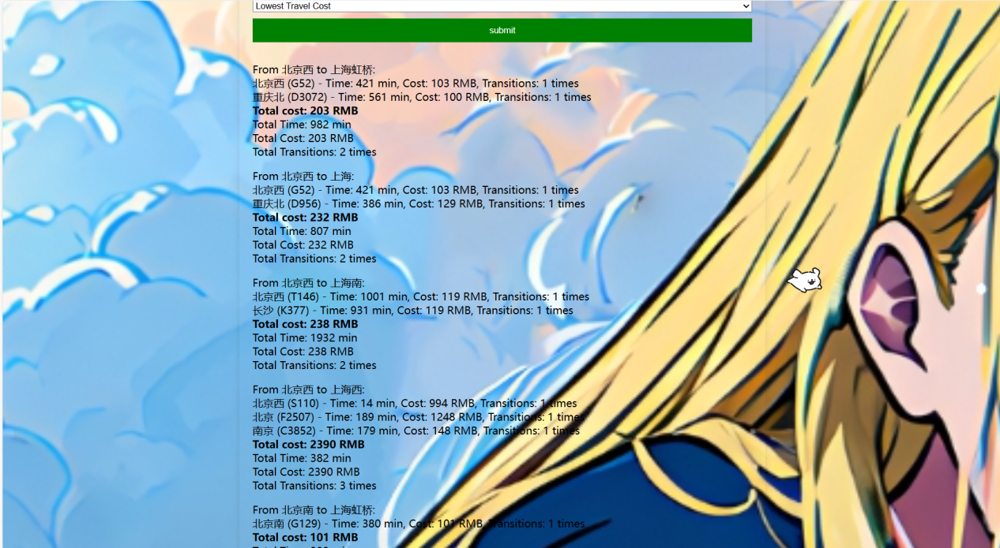 Lowest Travel Cost
submit
From 北京西 to 上海虹桥:
北京西 (G52) - Time: 421 min, Cost: 103 RMB, Transitions: 1 times
重庆北 (D3072) - Time: 561 min, Cost: 100 RMB, Transitions: 1 times
Total cost: 203 RMB
Total Time: 982 min
Total Cost: 203 RMB
Total Transitions: 2 times
From 北京西 to 上海:
北京西 (G52) - Time: 421 min, Cost: 103 RMB, Transitions: 1 times
重庆北 (D956) - Time: 386 min, Cost: 129 RMB, Transitions: 1 times
Total cost: 232 RMB
Total Time: 807 min
Total Cost: 232 RMB
Total Transitions: 2 times
From 北京西 to 上海南:
北京西 (T146) - Time: 1001 min, Cost: 119 RMB, Transitions: 1 times
长沙 (K377) - Time: 931 min, Cost: 119 RMB, Transitions: 1 times
Total cost: 238 RMB
Total Time: 1932 min
Total Cost: 238 RMB
Total Transitions: 2 times
From 北京西 to 上海西:
北京西 (S110) - Time: 14 min, Cost: 994 RMB, Transitions: 1 times
北京 (F2507) - Time: 189 min, Cost: 1248 RMB, Transitions: 1 times
南京 (C3852) - Time: 179 min, Cost: 148 RMB, Transitions: 1 times
Total cost: 2390 RMB
Total Time: 382 min
Total Cost: 2390 RMB
Total Transitions: 3 times
From 北京南 to 上海虹桥:
北京南 (G129) - Time: 380 min, Cost: 101 RMB, Transitions: 1 times
Total cost: 101 RMB